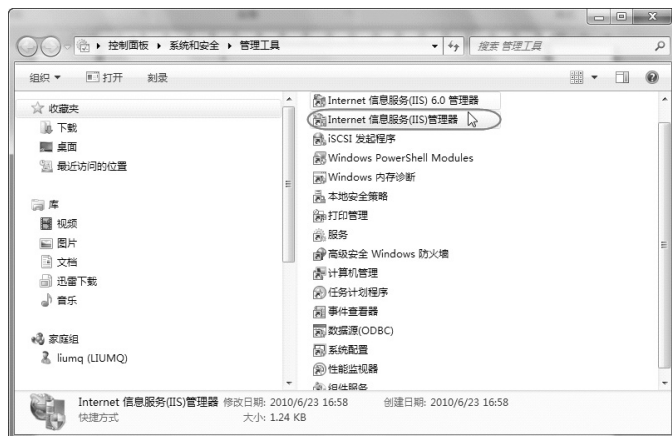 控制面板 ▸ 系统和安全 ▸ 管理工具
搜索 管理工具
组织 打开 刻录
收藏夹
下载
桌面
最近访问的位置
库
视频
图片
文档
迅雷下载
音乐
家庭组
liumq (LIUMQ)
Internet 信息服务(IIS) 6.0 管理器
Internet 信息服务(IIS)管理器
iSCSI 发起程序
Windows PowerShell Modules
Windows 内存诊断
本地安全策略
打印管理
服务
高级安全 Windows 防火墙
计算机管理
任务计划程序
事件查看器
数据源(ODBC)
系统配置
性能监视器
组件服务
Internet 信息服务(IIS)管理器 修改日期: 2010/6/23 16:58 创建日期: 2010/6/23 16:58
快捷方式 大小: 1.24 KB